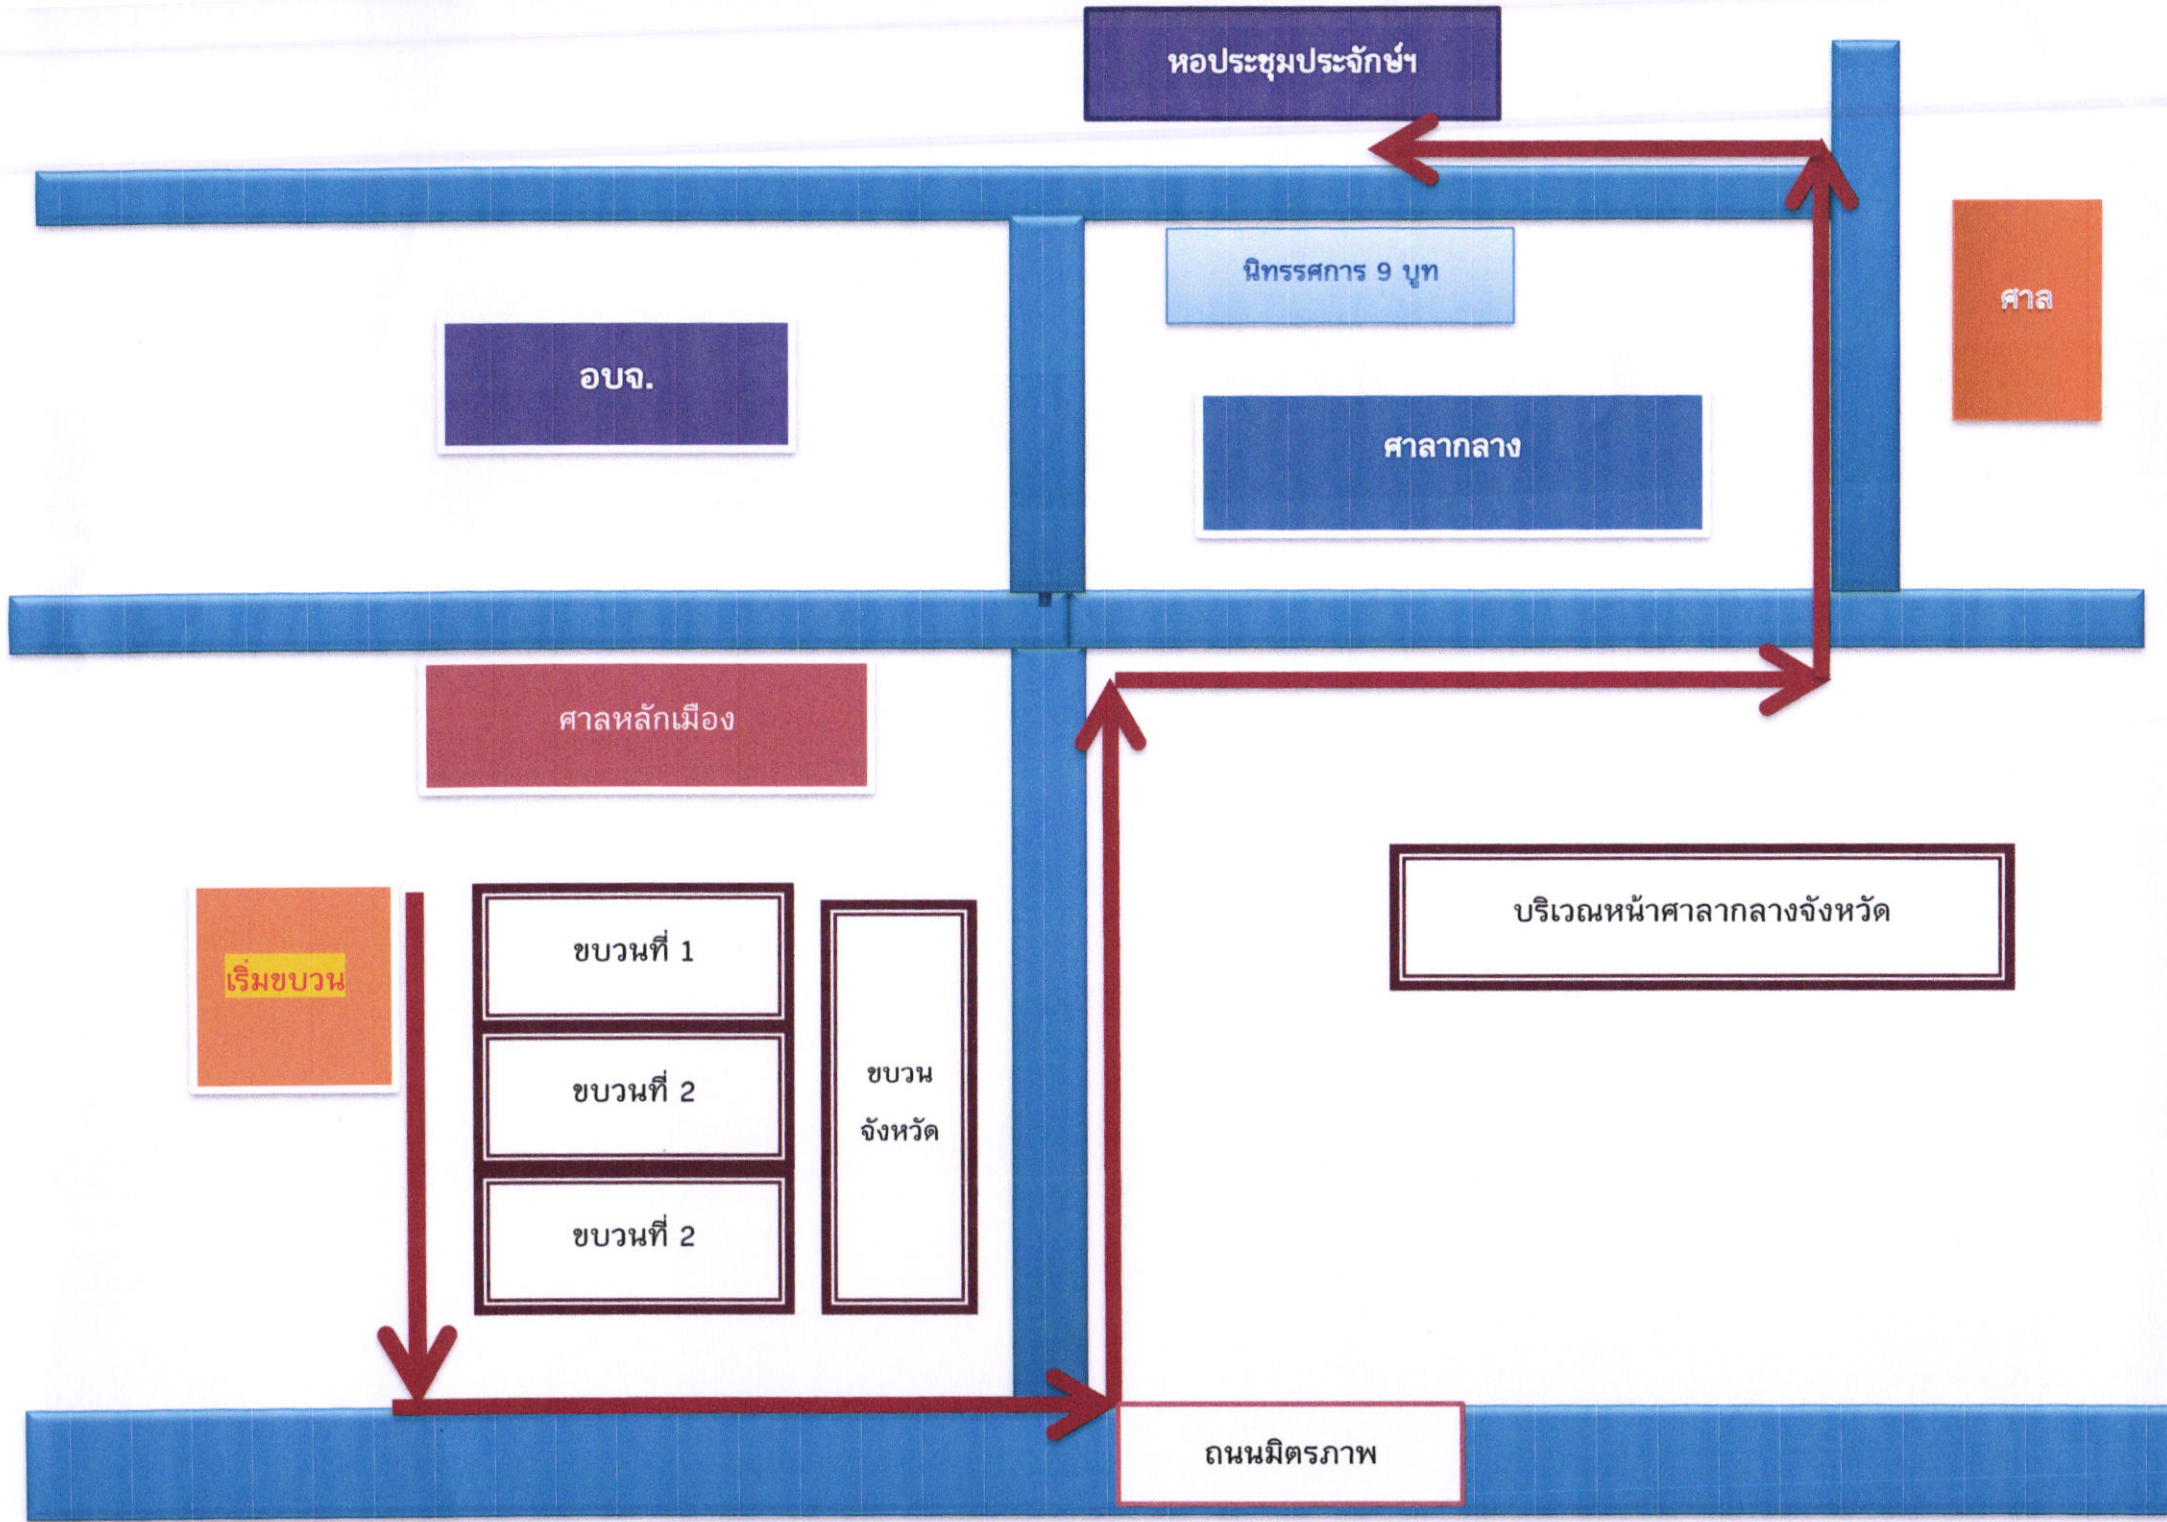 หอประชุมประจักษ์ฯ
นิทรรศการ 9 บูท
ศาล
อบจ.
ศาลากลาง
ศาลหลักเมือง
เริ่มขบวน
ขบวนที่ 1
ขบวนที่ 2
ขบวนที่ 2
ขบวน
จังหวัด
บริเวณหน้าศาลากลางจังหวัด
ถนนมิตรภาพ